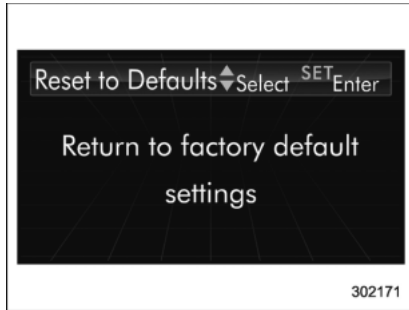 Reset to Defaults Select SET Enter
Return to factory default
settings
302171